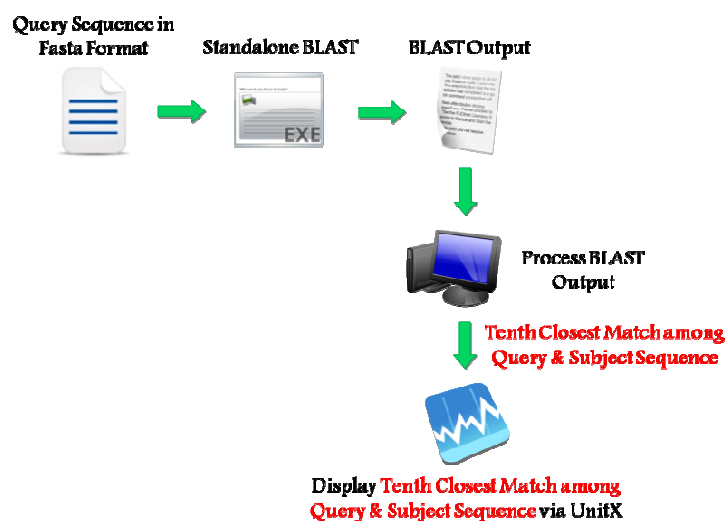 Query Sequence in
Fasta Format
Standalone BLAST
BLAST Output
EXE
Process BLAST
Output
Tenth Closest Match among
Query & Subject Sequence
Display Tenth Closest Match among
Query & Subject Sequence via UnifX